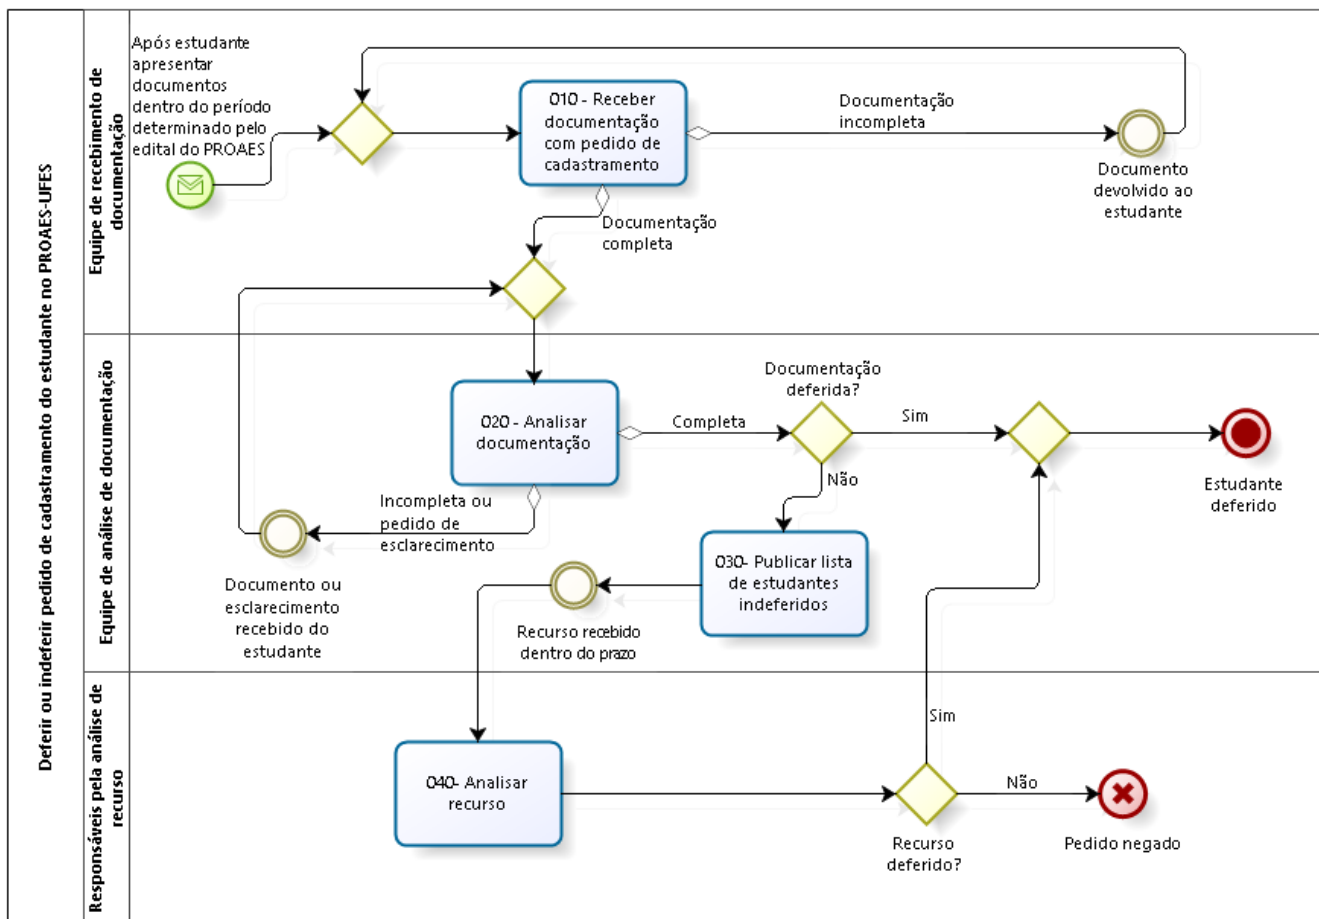 Deferir ou indeferir pedido de cadastramento do estudante no PROAES-UFES
Equipe de recebimento de
documentação
Após estudante
apresentar
documentos
dentro do período
determinado pelo
edital do PROAES
010 - Receber
documentação
com pedido de
cadastramento
Documentação
incompleta
Documento
devolvido ao
estudante
Documentação
completa
Equipe de análise de documentação
020 - Analisar
documentação
Completa
Documentação
deferida?
Sim
Não
Estudante
deferido
Incompleta ou
pedido de
esclarecimento
Documento ou
esclarecimento
recebido do
estudante
030- Publicar lista
de estudantes
indeferidos
Recurso recebido
dentro do prazo
Responsáveis pela análise de
recurso
040- Analisar
recurso
Sim
Recurso
deferido?
Não
Pedido negado